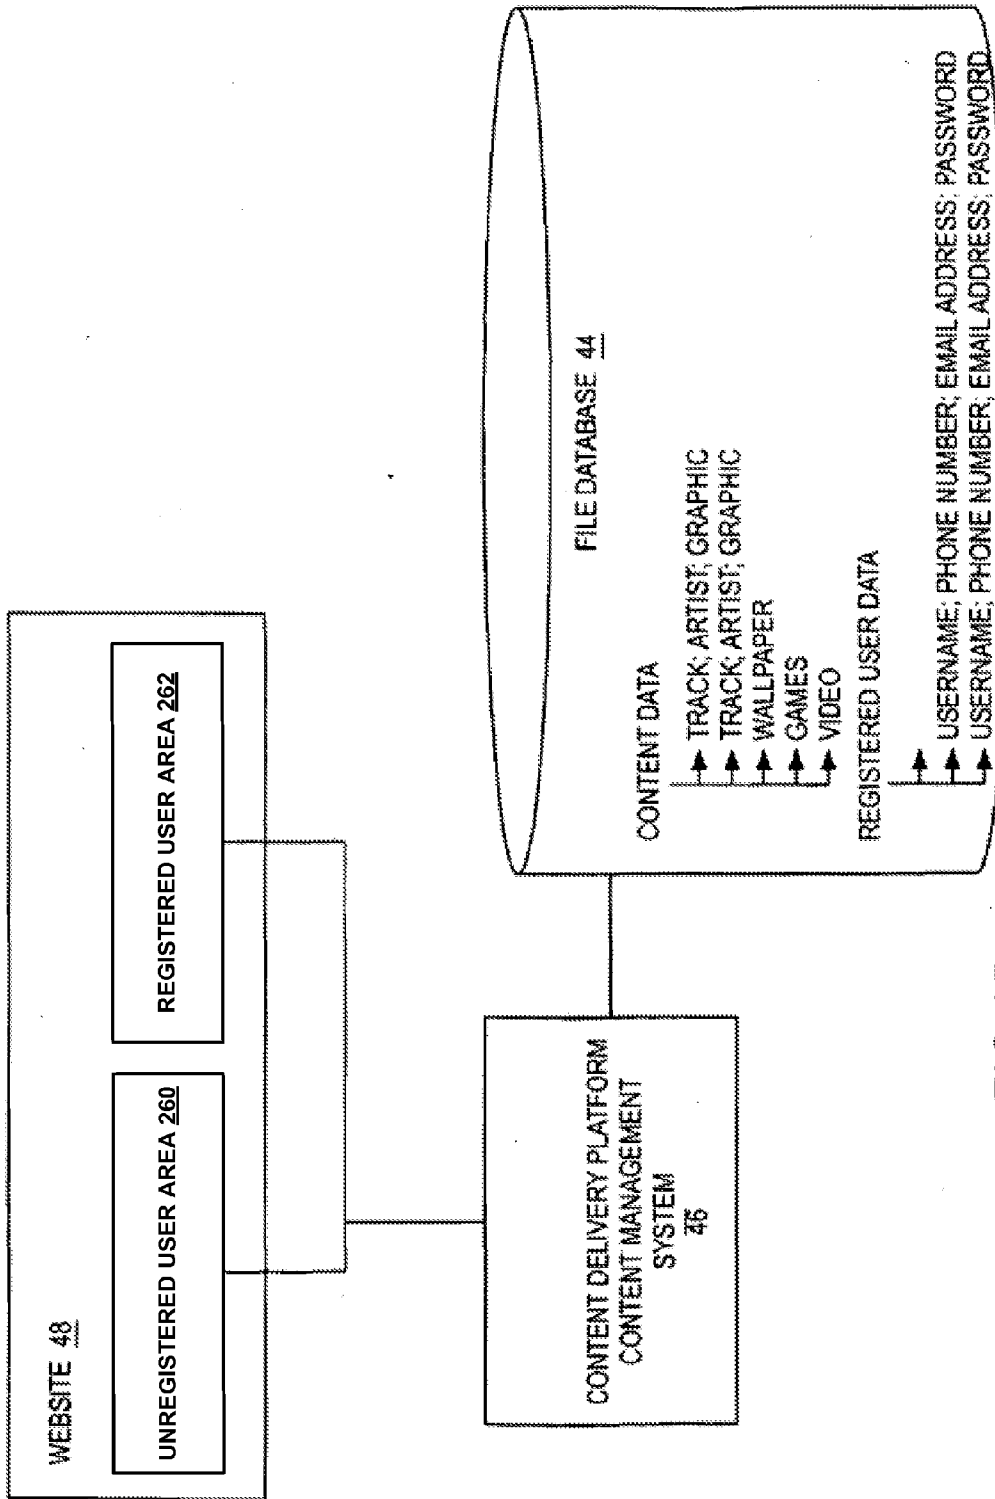 WEBSITE 48
UNREGISTERED USER AREA 260
REGISTERED USER AREA 262
CONTENT DELIVERY PLATFORM
CONTENT MANAGEMENT
SYSTEM
46
FILE DATABASE 44
CONTENT DATA
TRACK; ARTIST; GRAPHIC
TRACK; ARTIST; GRAPHIC
WALLPAPER
GAMES
VIDEO
REGISTERED USER DATA
USERNAME; PHONE NUMBER; EMAIL ADDRESS; PASSWORD
USERNAME; PHONE NUMBER; EMAIL ADDRESS; PASSWORD